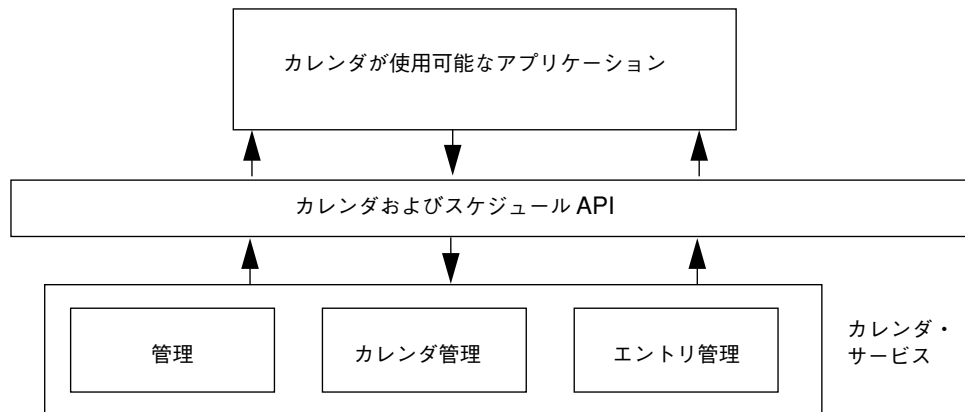 カレンダが使用可能なアプリケーション
カレンダおよびスケジュール API
管理
カレンダ管理
エントリ管理
カレンダ・
サービス